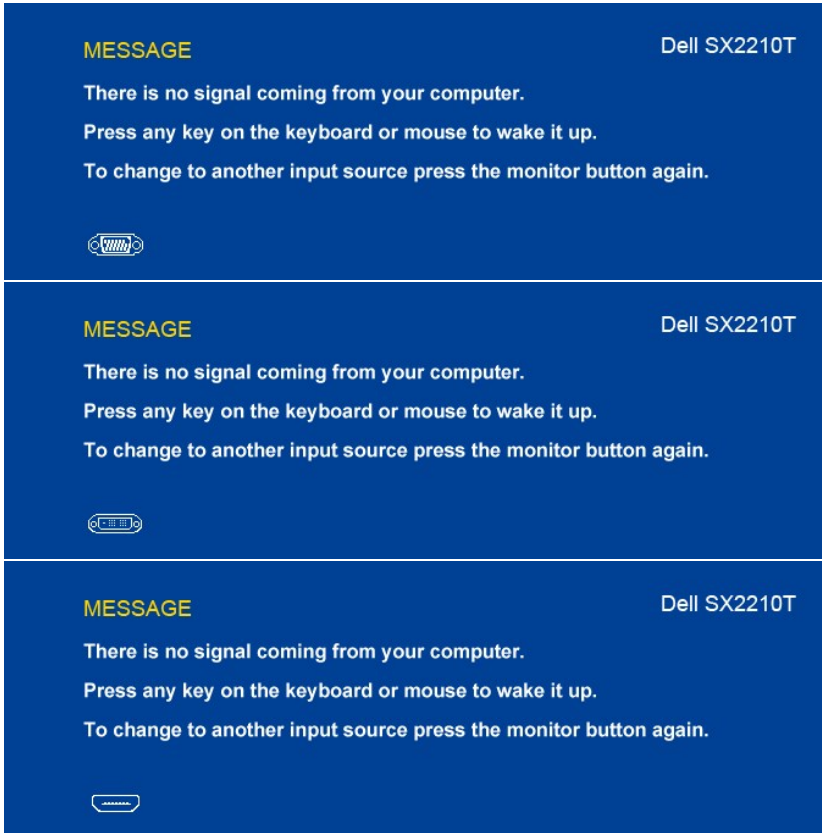 MESSAGE
Dell SX2210T
There is no signal coming from your computer.
Press any key on the keyboard or mouse to wake it up.
To change to another input source press the monitor button again.
MESSAGE
Dell SX2210T
There is no signal coming from your computer.
Press any key on the keyboard or mouse to wake it up.
To change to another input source press the monitor button again.
MESSAGE
Dell SX2210T
There is no signal coming from your computer.
Press any key on the keyboard or mouse to wake it up.
To change to another input source press the monitor button again.